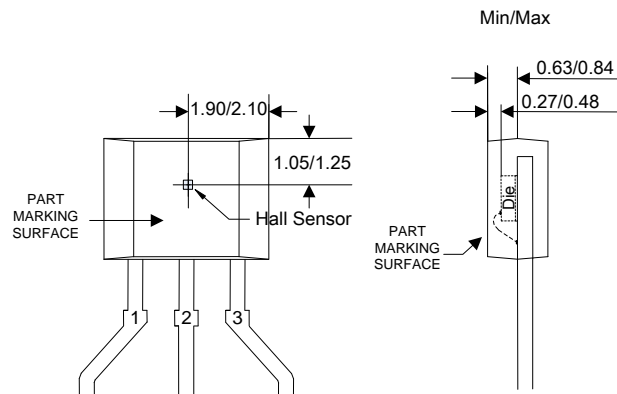 Min/Max
0.63/0.84
0.27/0.48
1.90/2.10
1.05/1.25
PART
MARKING
SURFACE
Hall Sensor
Die
PART
MARKING
SURFACE
1
2
3